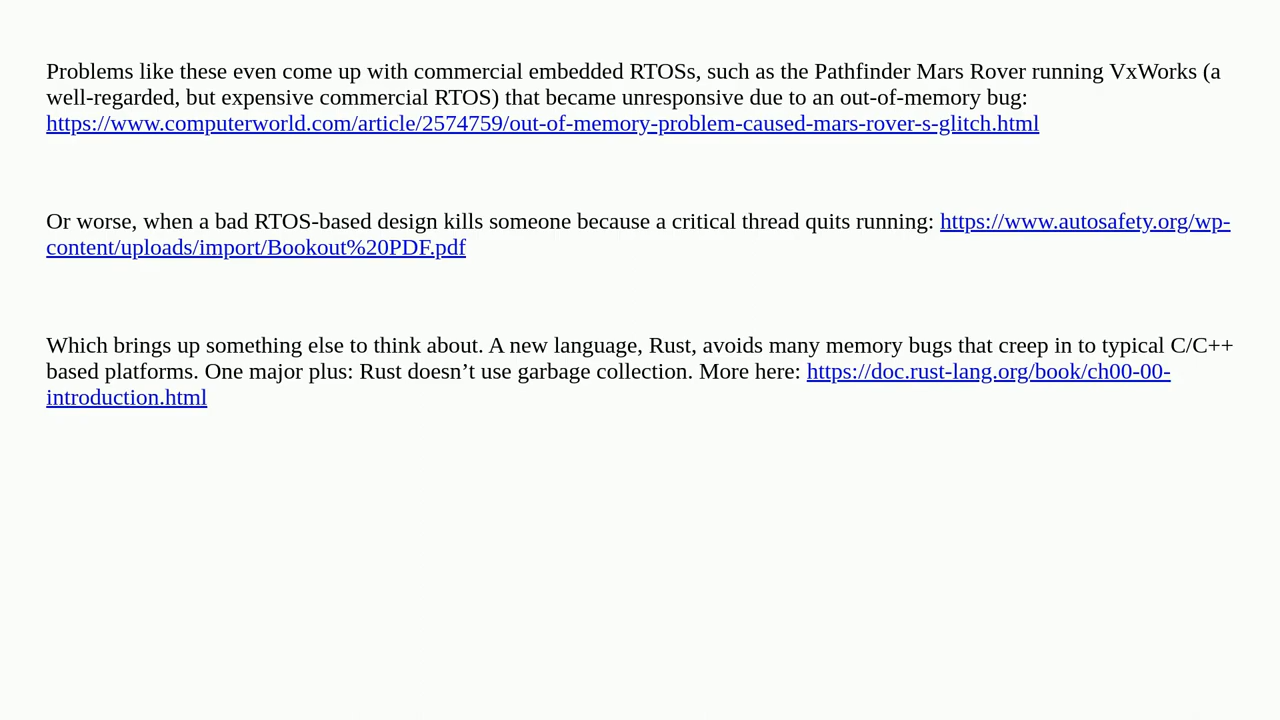 Problems like these even come up with commercial embedded RTOSs, such as the Pathfinder Mars Rover running VxWorks (a
well-regarded, but expensive commercial RTOS) that became unresponsive due to an out-of-memory bug:
https://www.computerworld.com/article/2574759/out-of-memory-problem-caused-mars-rover-s-glitch.html
Or worse, when a bad RTOS-based design kills someone because a critical thread quits running: https://www.autosafety.org/wp-
content/uploads/import/Bookout%20PDF.pdf
Which brings up something else to think about. A new language, Rust, avoids many memory bugs that creep in to typical C/C++
based platforms. One major plus: Rust doesn’t use garbage collection. More here: https://doc.rust-lang.org/book/ch00-00-
introduction.html